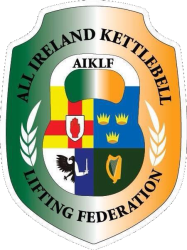 ALL IRELAND KETTLEBELL
AIKLF
LIFTING FEDERATION